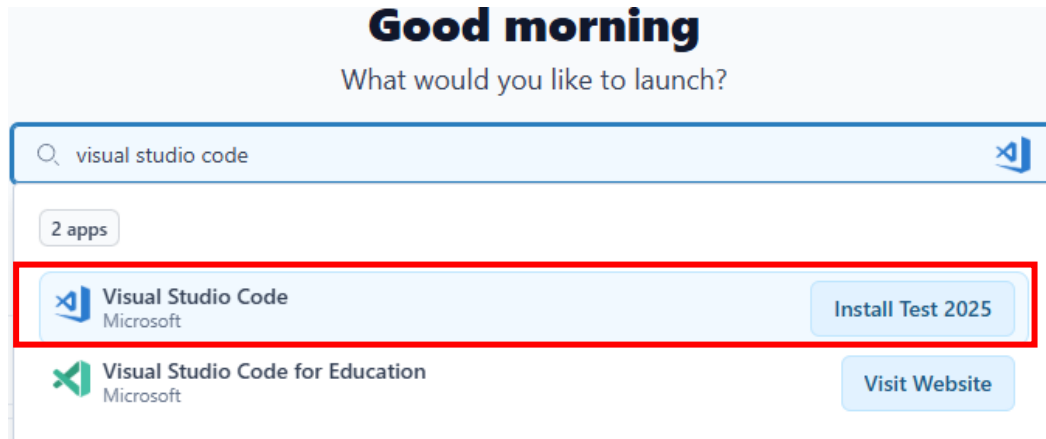 Good morning
What would you like to launch?
visual studio code
2 apps
Visual Studio Code
Microsoft
Install Test 2025
Visual Studio Code for Education
Microsoft
Visit Website